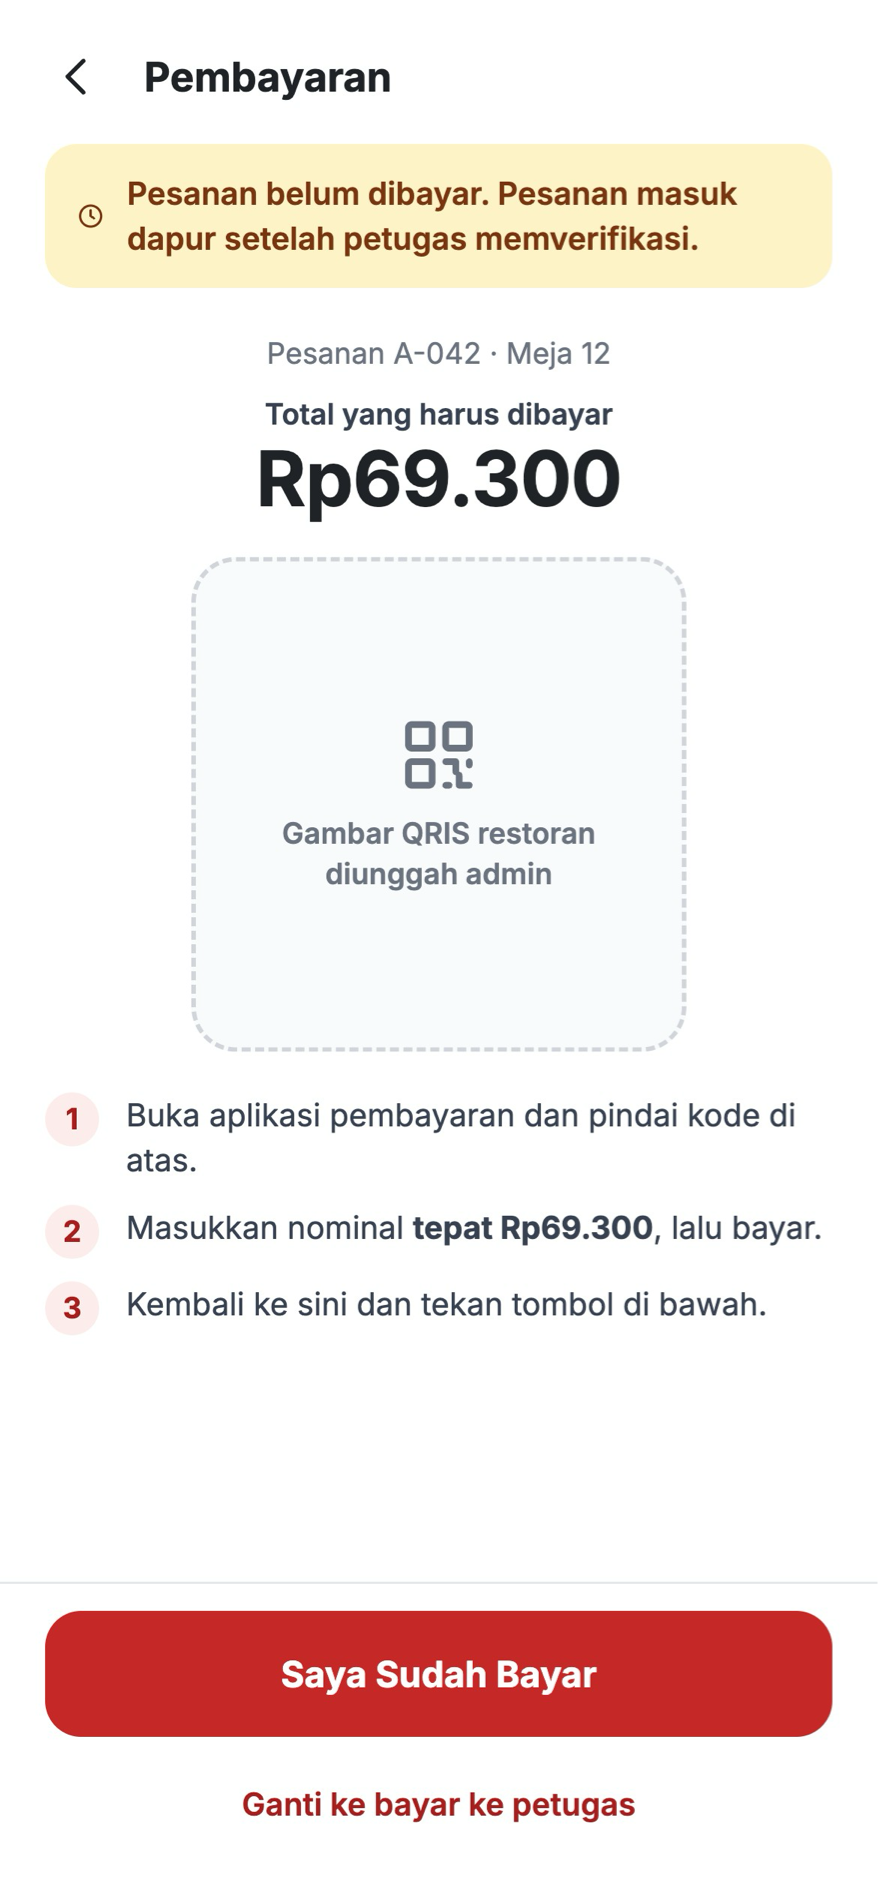 Pembayaran
Pesanan belum dibayar. Pesanan masuk
dapur setelah petugas memverifikasi.
Pesanan A-042 · Meja 12
Total yang harus dibayar
Rp69.300
Gambar QRIS restoran
diunggah admin
1 Buka aplikasi pembayaran dan pindai kode di
atas.
2 Masukkan nominal tepat Rp69.300, lalu bayar.
3 Kembali ke sini dan tekan tombol di bawah.
Saya Sudah Bayar
Ganti ke bayar ke petugas